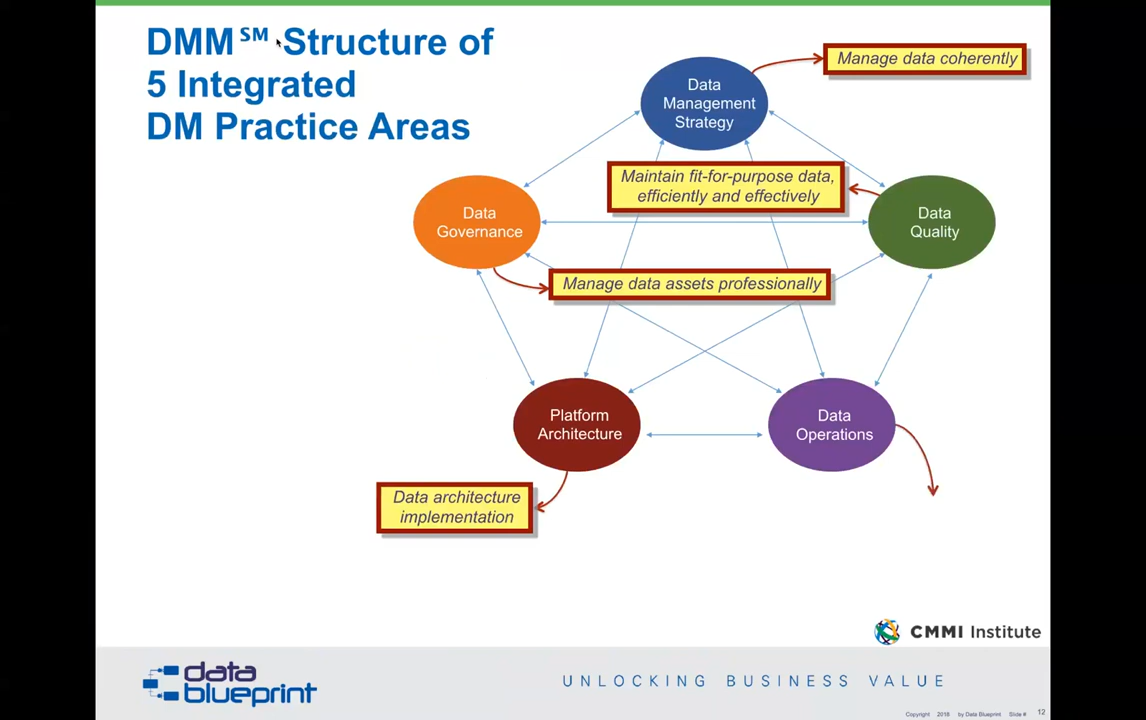 DMM℠ Structure of
5 Integrated
DM Practice Areas
Manage data coherently
Data
Management
Strategy
Maintain fit-for-purpose data,
efficiently and effectively
Data
Governance
Data
Quality
Manage data assets professionally
Platform
Architecture
Data
Operations
Data architecture
implementation
CMMI Institute
data
blueprint
UNLOCKING BUSINESS VALUE
Copyright 2018 by Data Blueprint Slide # 12